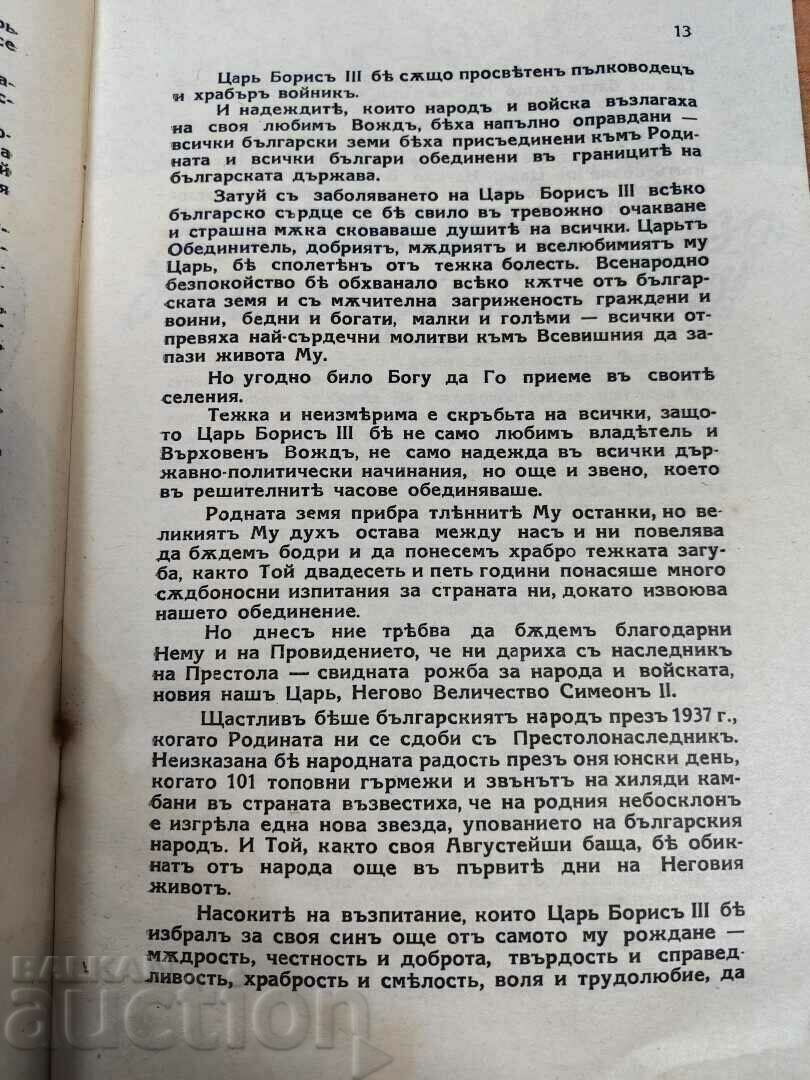 13
Царь Борисъ III бѣ сѫщо просвѣтенъ пълководецъ
и храбъръ войникъ.
И надеждитѣ, които народъ и войска възлагаха
на своя любимъ Вождъ, бѣха напълно оправдани —
всички български земи бѣха присъединени къмъ Роди-
ната и всички българи обединени въ границитѣ на
българската държава.
Затуй съ заболяването на Царь Борисъ III всѣко
българско сърдце се бѣ свило въ тревожно очакване
и страшна мѫка сковаваше душитѣ на всички. Царьтъ
Обединитель, добриятъ, мѫдриятъ и вселюбимиятъ му
Царь, бѣ сполетѣнъ отъ тежка болесть. Всенародно
безпокойство бѣ обхванало всѣко кѫтче отъ българ-
ската земя и съ мѫчителна загриженость граждани и
воини, бедни и богати, малки и голѣми — всички от-
превяха най-сърдечни молитви къмъ Всевишния да за-
пази живота Му.
Но угодно било Богу да Го приеме въ своитѣ
селения.
Тежка и неизмѣрима е скръбьта на всички, защо-
то Царь Борисъ III бѣ не само любимъ владѣтель и
Върховенъ Вождъ, не само надежда въ всички дър-
жавно-политически начинания, но още и звено, което
въ решителнитѣ часове обединяваше.
Родната земя прибра тлѣннитѣ Му останки, но ве-
ликиятъ Му духъ остава между насъ и ни повелява
да бѫдемъ бодри и да понесемъ храбро тежката загу-
ба, както Той двадесеть и петь години понасяше много
сѫдбоносни изпитания за страната ни, докато извоюва
нашето обединение.
Но днесъ ние трѣбва да бѫдемъ благодарни
Нему и на Провидението, че ни дариха съ наследникъ
на Престола — свидната рожба за народа и войската,
новия нашъ Царь, Негово Величество Симеонъ II.
Щастливъ бѣше българскиятъ народъ презъ 1937 г.,
когато Родината ни се сдоби съ Престолонаследникъ.
Неизказана бѣ народната радость презъ оня юнски день,
когато 101 топовни гърмежи и звънътъ на хиляди кам-
бани въ страната възвестиха, че на родния небосклонъ
е изгрѣла една нова звезда, упованието на българския
народъ. И Той, както своя Августейши баща, бѣ обик-
натъ отъ народа още въ първитѣ дни на Неговия
животъ.
Насокитѣ на възпитание, които Царь Борисъ III бѣ
избралъ за своя синъ още отъ самото му рождане —
мѫдрость, честность и доброта, твърдость и справед-
ливость, храбрость и смѣлость, воля и трудолюбие, да
auction